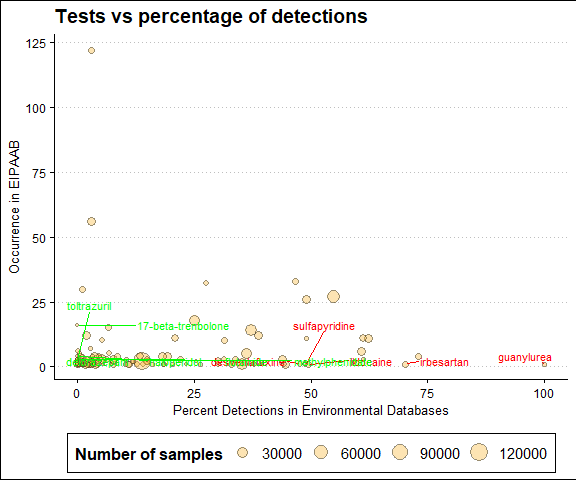 Tests vs percentage of detections
125
100
75
50
25
0
Occurrence in EIPAAB
toltrazuril
17-beta-trenbolone
sulfapyridine
guanylurea
irbesartan
0
25
50
75
100
Percent Detections in Environmental Databases
Number of samples
30000
60000
90000
120000